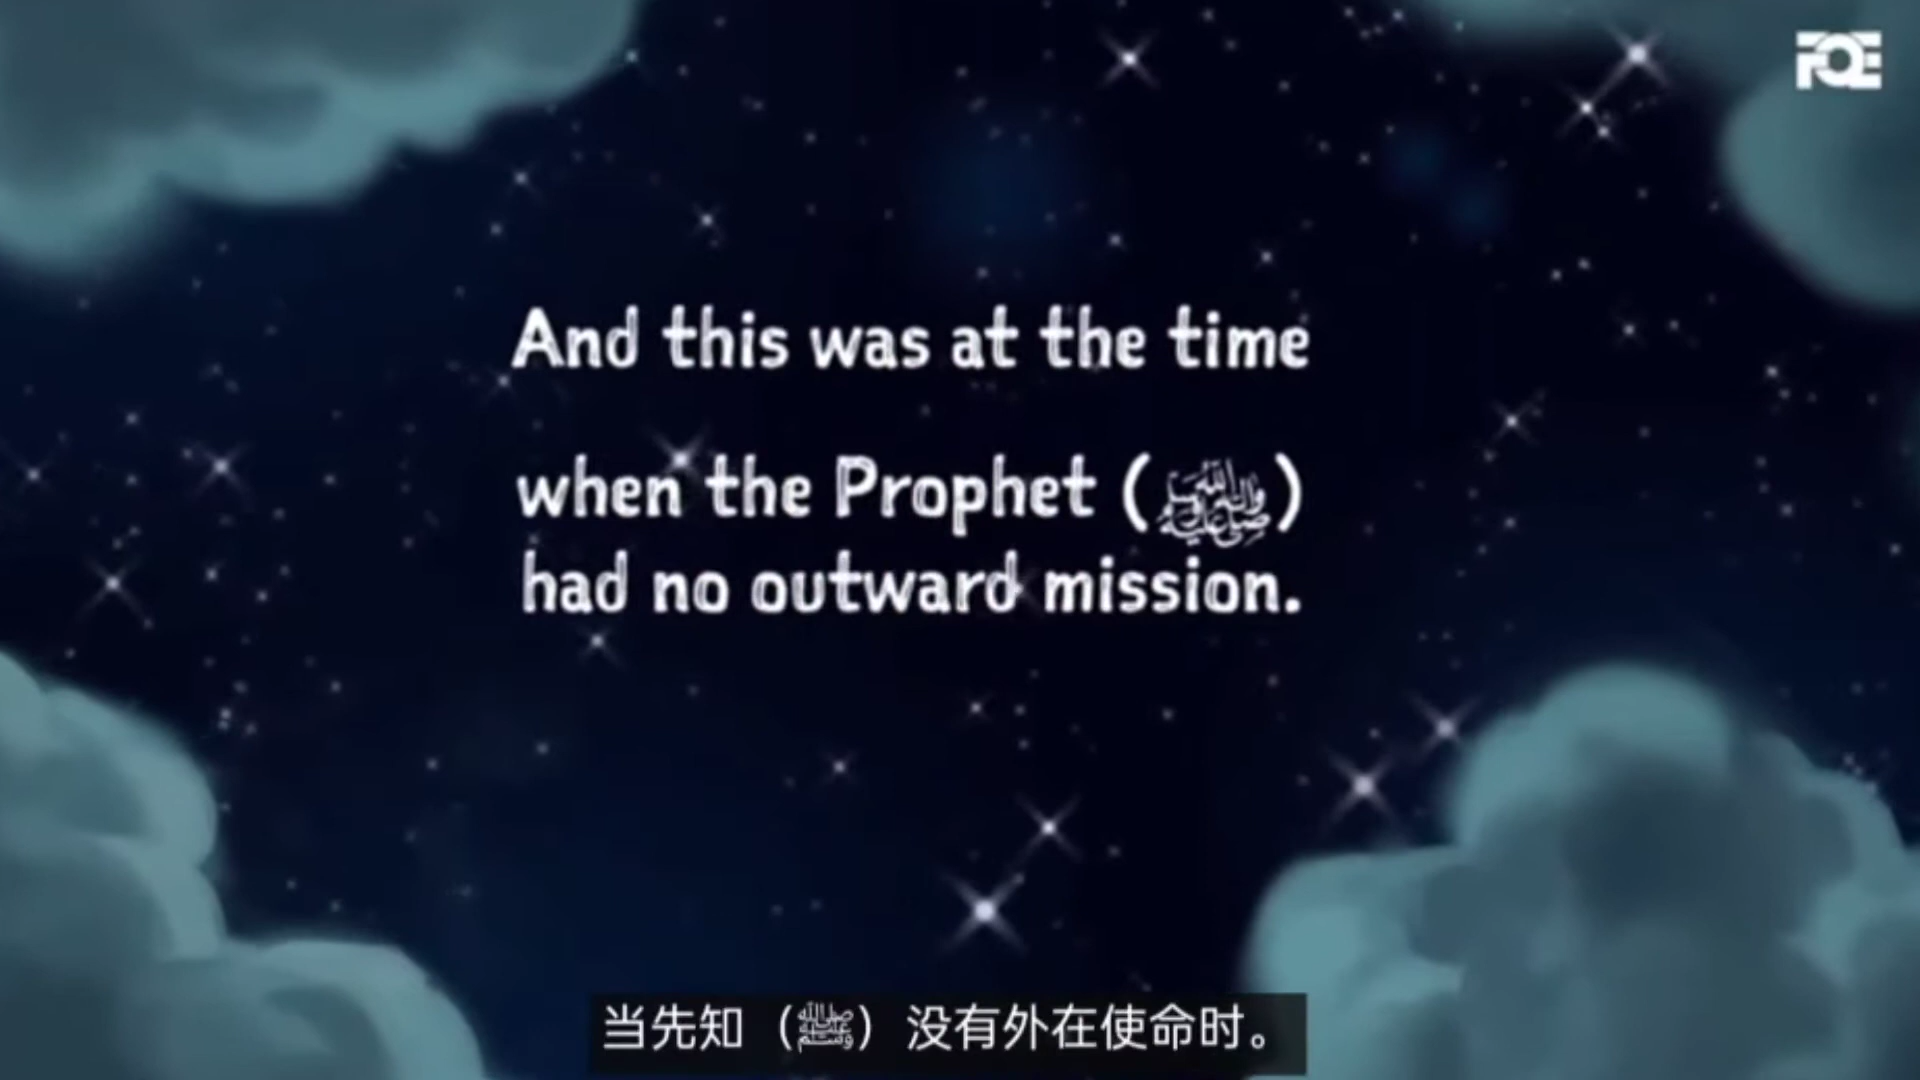 FQE
And this was at the time
when the Prophet (ﷺ)
had no outward mission.
当先知（ﷺ）没有外在使命时。